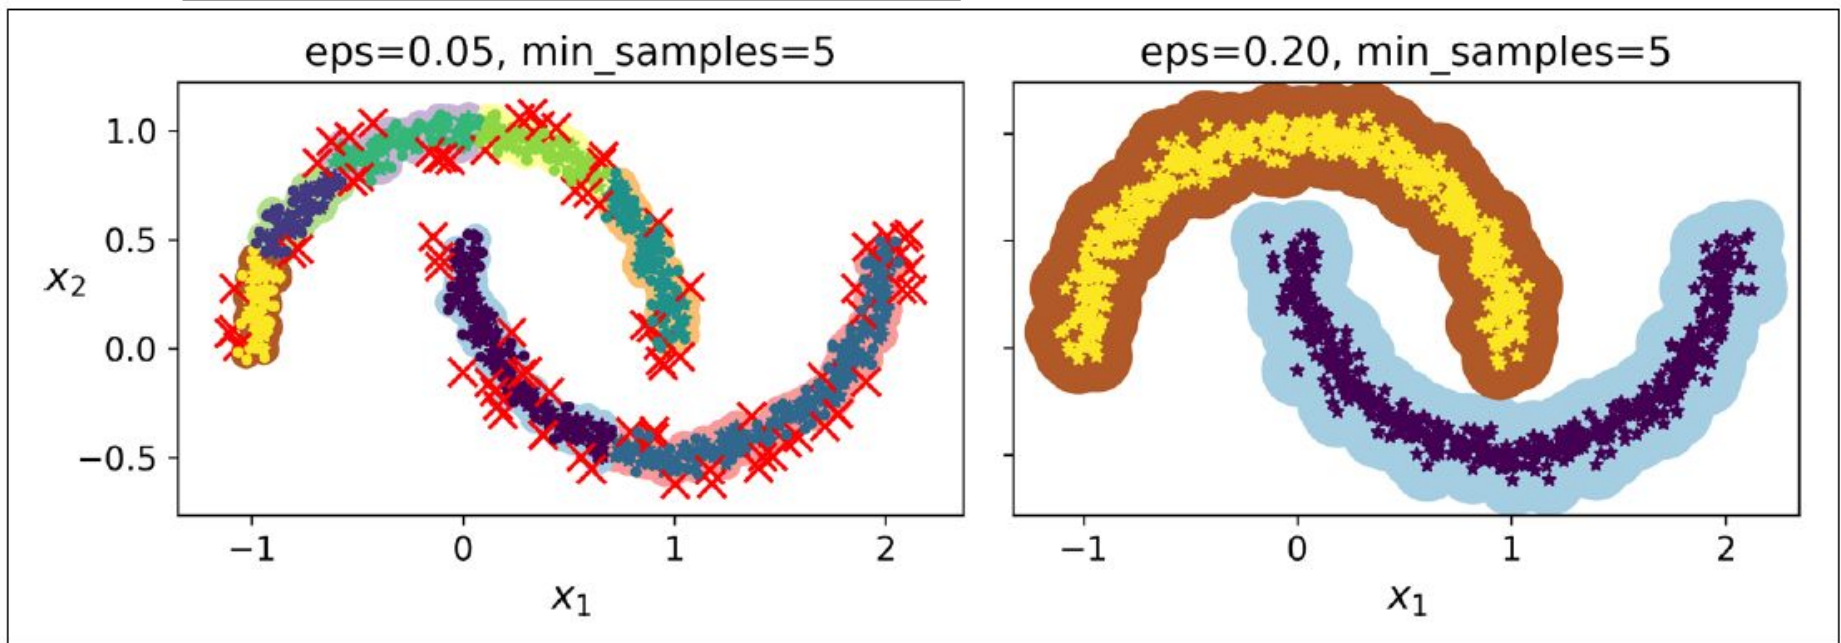 eps=0.05, min_samples=5
eps=0.20, min_samples=5
1.0
0.5
0.0
−0.5
x₂
−1 0 1 2
−1 0 1 2
x₁
x₁